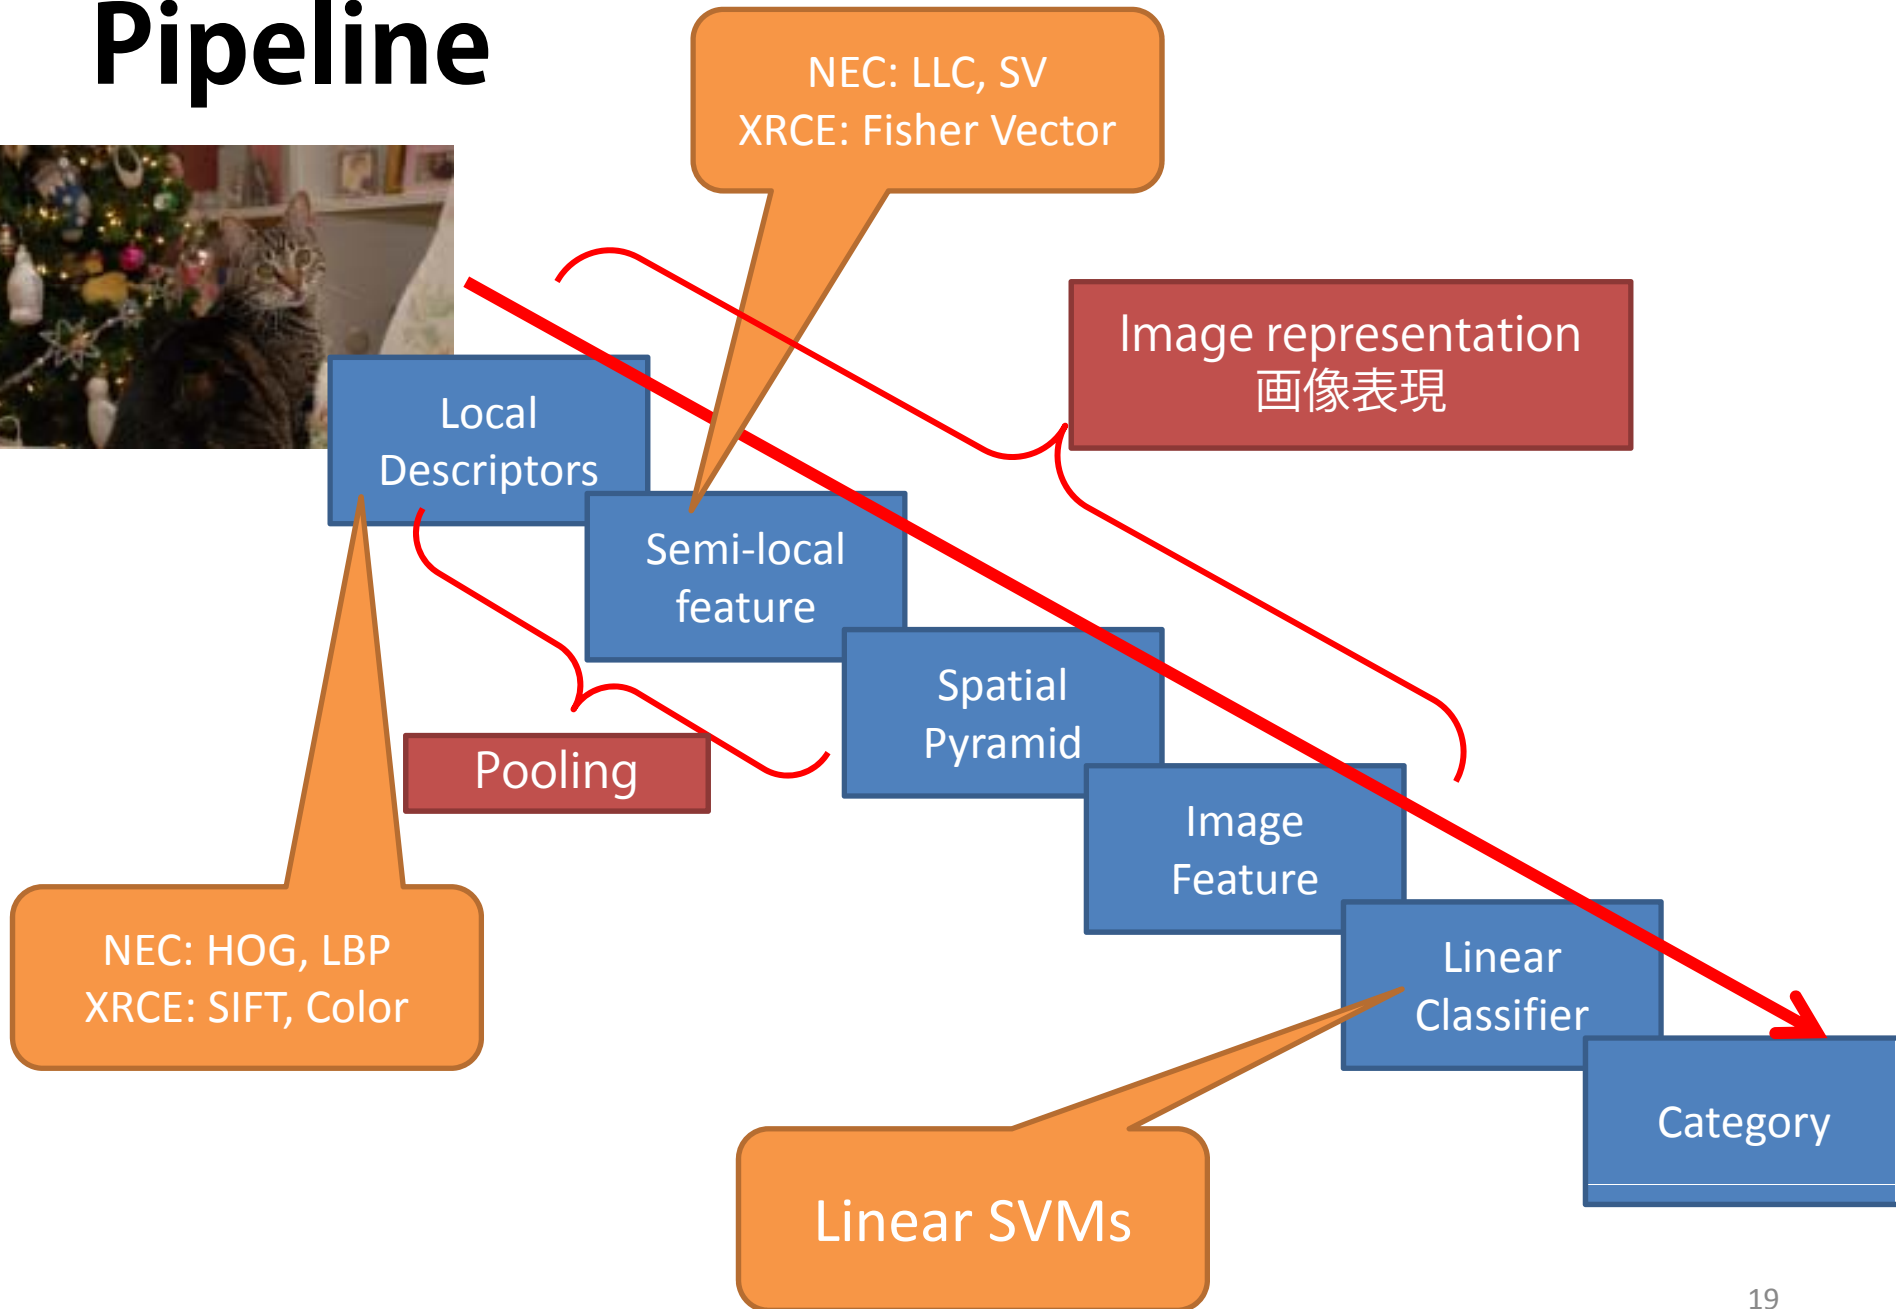 Pipeline
NEC: LLC, SV
XRCE: Fisher Vector
Image representation
画像表現
Local
Descriptors
Semi-local
feature
Spatial
Pyramid
Pooling
Image
Feature
NEC: HOG, LBP
XRCE: SIFT, Color
Linear
Classifier
Category
Linear SVMs
19